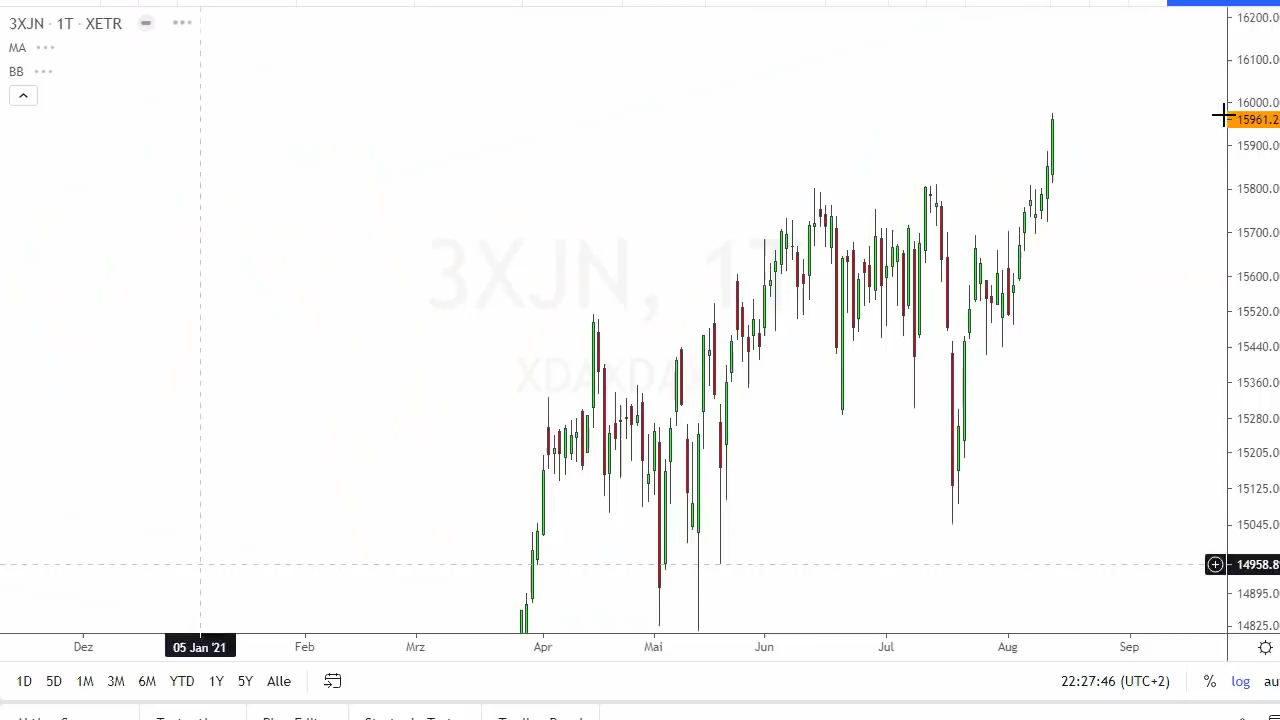 3XJN · 1T · XETR
MA
BB
3XJN, 1T
16200.0
16100.0
16000.0
15961.2
15900.0
15800.0
15700.0
15600.0
15520.0
15440.0
15360.0
15280.0
15205.0
15125.0
15045.0
14958.8
14895.0
14825.0
Dez
05 Jan '21
Feb
Mrz
Apr
Mai
Jun
Jul
Aug
Sep
1D 5D 1M 3M 6M YTD 1Y 5Y Alle
22:27:46 (UTC+2) % log au